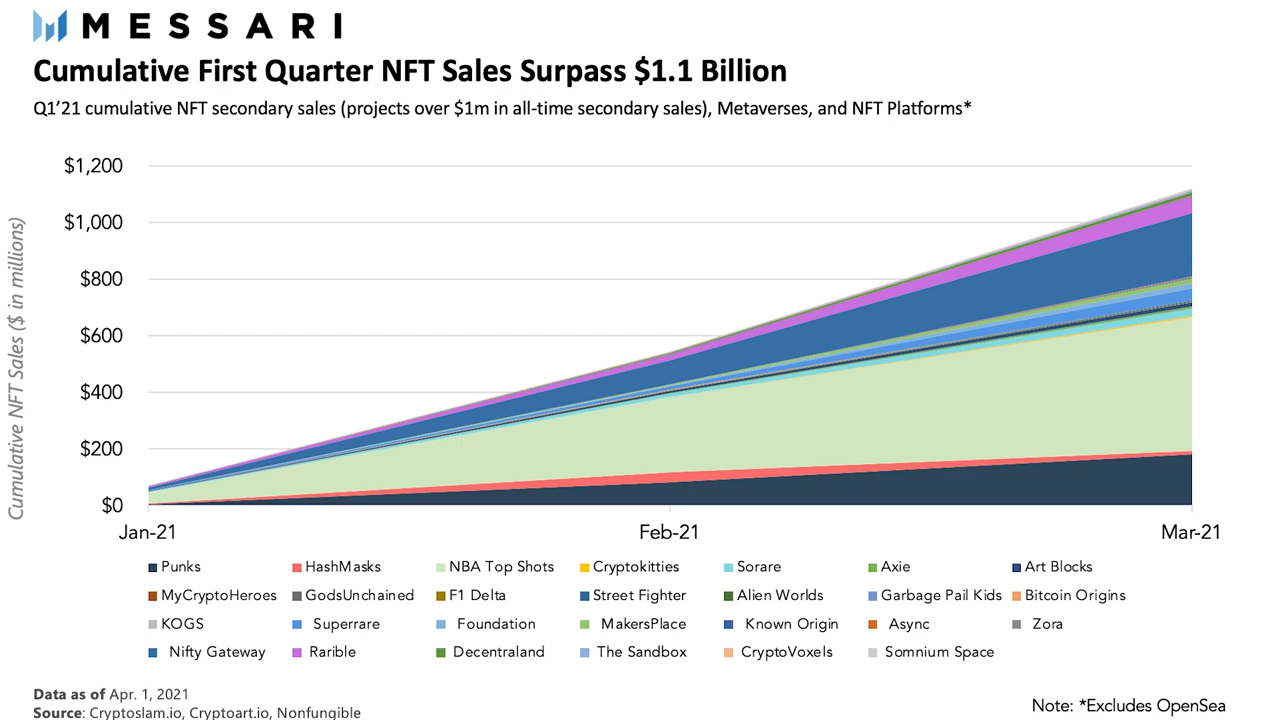 MESSARI
Cumulative First Quarter NFT Sales Surpass $1.1 Billion
Q1'21 cumulative NFT secondary sales (projects over $1m in all-time secondary sales), Metaverses, and NFT Platforms*
Cumulative NFT Sales ($ in millions)
$1,200
$1,000
$800
$600
$400
$200
$0
Jan-21 Feb-21 Mar-21
Punks HashMasks NBA Top Shots Cryptokitties Sorare Axie Art Blocks
MyCryptoHeroes GodsUnchained F1 Delta Street Fighter Alien Worlds Garbage Pail Kids Bitcoin Origins
KOGS Superrare Foundation MakersPlace Known Origin Async Zora
Nifty Gateway Rarible Decentraland The Sandbox CryptoVoxels Somnium Space
Data as of Apr. 1, 2021
Source: Cryptoslam.io, Cryptoart.io, Nonfungible
Note: *Excludes OpenSea